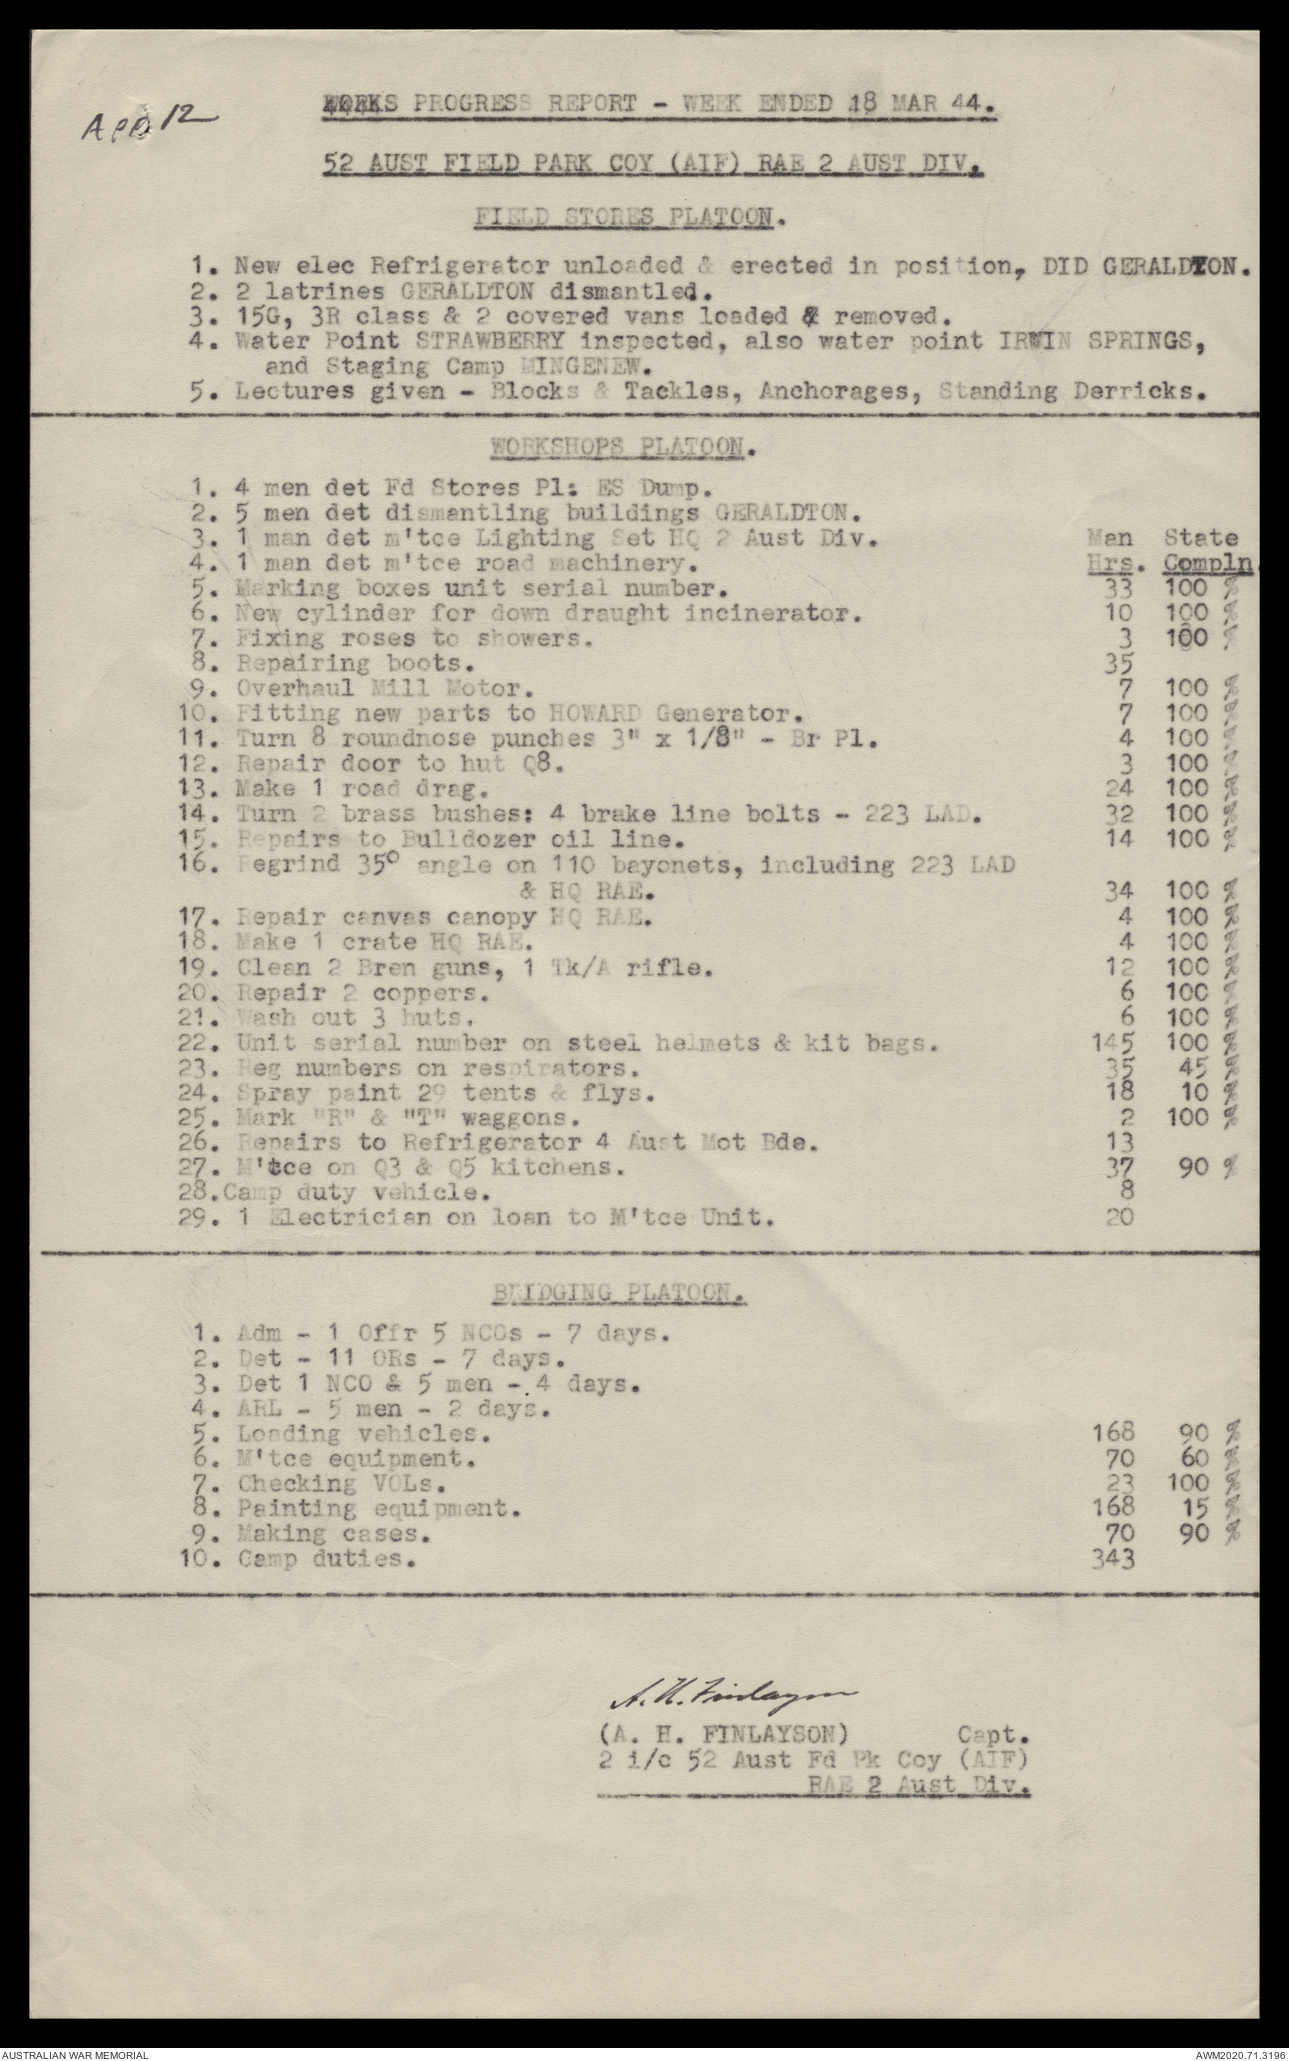 App 12
WORKS PROGRESS REPORT - WEEK ENDED 18 MAR 44.
52 AUST FIELD PARK COY (AIF) RAE 2 AUST DIV.
FIELD STORES PLATOON.
1. New elec Refrigerator unloaded & erected in position, DID GERALDTON.
2. 2 latrines GERALDTON dismantled.
3. 15G, 3R class & 2 covered vans loaded & removed.
4. Water Point STRAWBERRY inspected, also water point IRWIN SPRINGS,
and Staging Camp MINGENEW.
5. Lectures given - Blocks & Tackles, Anchorages, Standing Derricks.
WORKSHOPS PLATOON.
1. 4 men det Fd Stores Pl: ES Dump.
2. 5 men det dismantling buildings GERALDTON.
3. 1 man det m'tce Lighting Set HQ 2 Aust Div. Man State
4. 1 man det m'tce road machinery. Hrs. Compln
5. Marking boxes unit serial number. 33 100 %
6. New cylinder for down draught incinerator. 10 100 %
7. Fixing roses to showers. 3 100 %
8. Repairing boots. 35
9. Overhaul Mill Motor. 7 100 %
10. Fitting new parts to HOWARD Generator. 7 100 %
11. Turn 8 roundnose punches 3" x 1/8" - Br Pl. 4 100 %
12. Repair door to hut Q8. 3 100 %
13. Make 1 road drag. 24 100 %
14. Turn 2 brass bushes: 4 brake line bolts - 223 LAD. 32 100 %
15. Repairs to Bulldozer oil line. 14 100 %
16. Regrind 35° angle on 110 bayonets, including 223 LAD
& HQ RAE. 34 100 %
17. Repair canvas canopy HQ RAE. 4 100 %
18. Make 1 crate HQ RAE. 4 100 %
19. Clean 2 Bren guns, 1 Tk/A rifle. 12 100 %
20. Repair 2 coppers. 6 100 %
21. Wash out 3 huts. 6 100 %
22. Unit serial number on steel helmets & kit bags. 145 100 %
23. Reg numbers on respirators. 35 45 %
24. Spray paint 29 tents & flys. 18 10 %
25. Mark "R" & "T" waggons. 2 100 %
26. Repairs to Refrigerator 4 Aust Mot Bde. 13
27. M'tce on Q3 & Q5 kitchens. 37 90 %
28.Camp duty vehicle. 8
29. 1 Electrician on loan to M'tce Unit. 20
BRIDGING PLATOON.
1. Adm - 1 Offr 5 NCOs - 7 days.
2. Det - 11 ORs - 7 days.
3. Det 1 NCO & 5 men - 4 days.
4. ARL - 5 men - 2 days.
5. Loading vehicles. 168 90 %
6. M'tce equipment. 70 60 %
7. Checking VOLs. 23 100 %
8. Painting equipment. 168 15 %
9. Making cases. 70 90 %
10. Camp duties. 343
A. H. Finlayson
(A. H. FINLAYSON) Capt.
2 i/c 52 Aust Fd Pk Coy (AIF)
RAE 2 Aust Div.
AUSTRALIAN WAR MEMORIAL AWM2020.71.3196